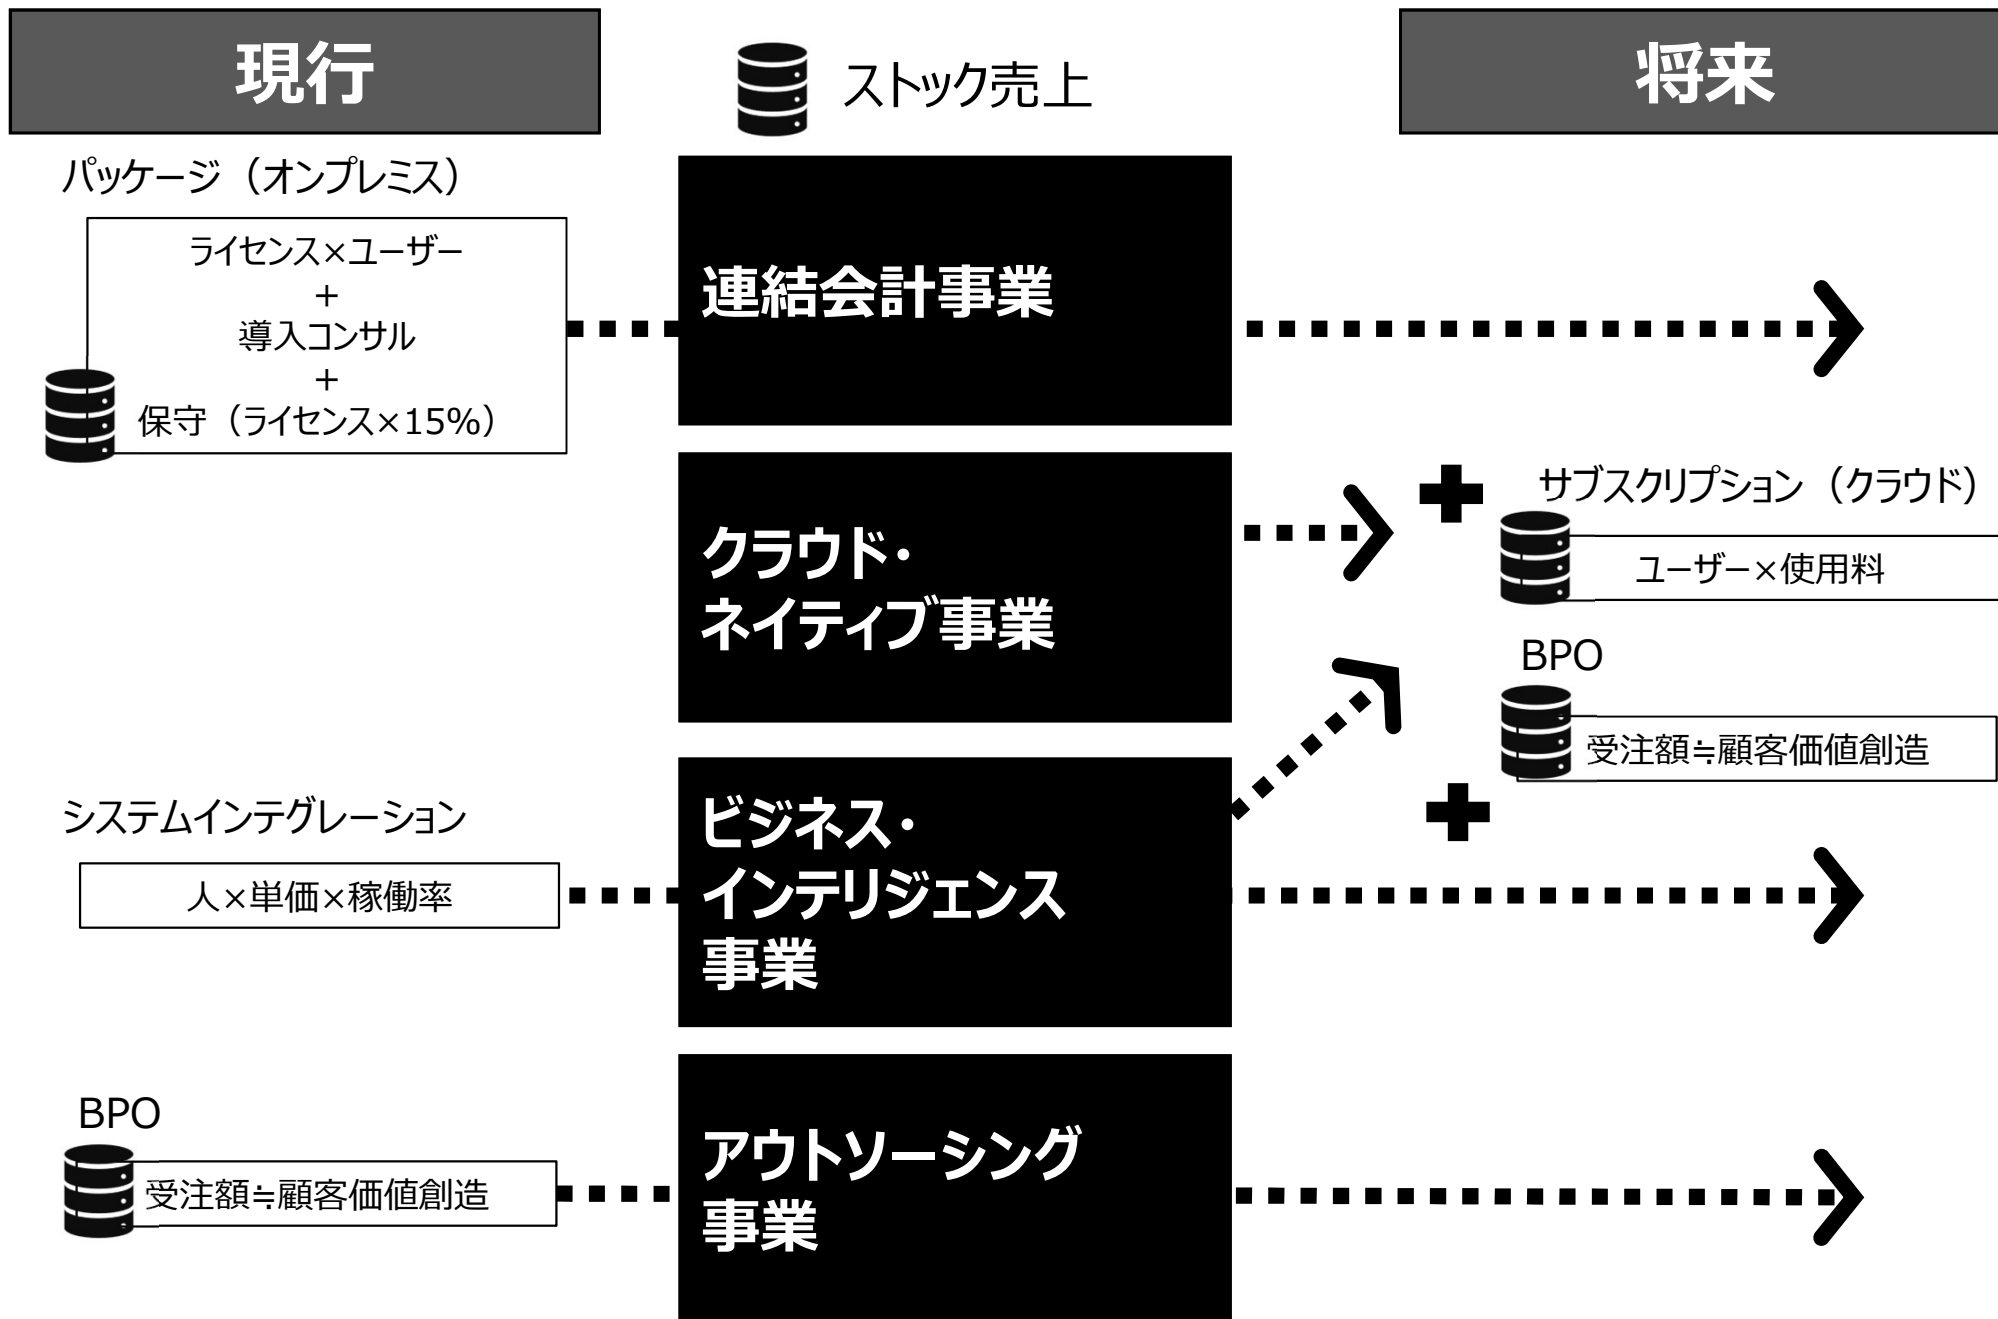 現行
ストック売上
将来
パッケージ（オンプレミス）
ライセンス×ユーザー
＋
導入コンサル
＋
保守（ライセンス×15%）
連結会計事業
クラウド・
ネイティブ事業
サブスクリプション（クラウド）
ユーザー×使用料
BPO
受注額≒顧客価値創造
システムインテグレーション
人×単価×稼働率
ビジネス・
インテリジェンス
事業
BPO
受注額≒顧客価値創造
アウトソーシング
事業